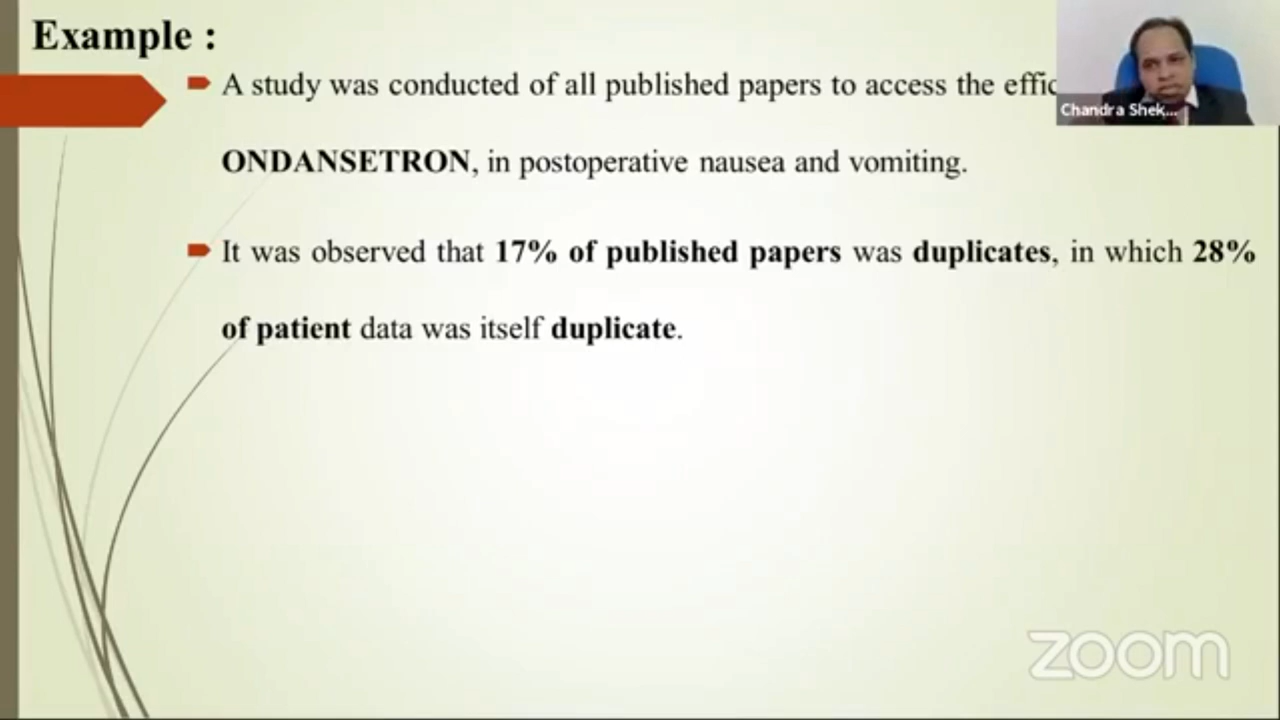 Example :
A study was conducted of all published papers to access the
ONDANSETRON, in postoperative nausea and vomiting.
It was observed that 17% of published papers was duplicates, in which 28%
of patient data was itself duplicate.
Chandra Shek...
zoom